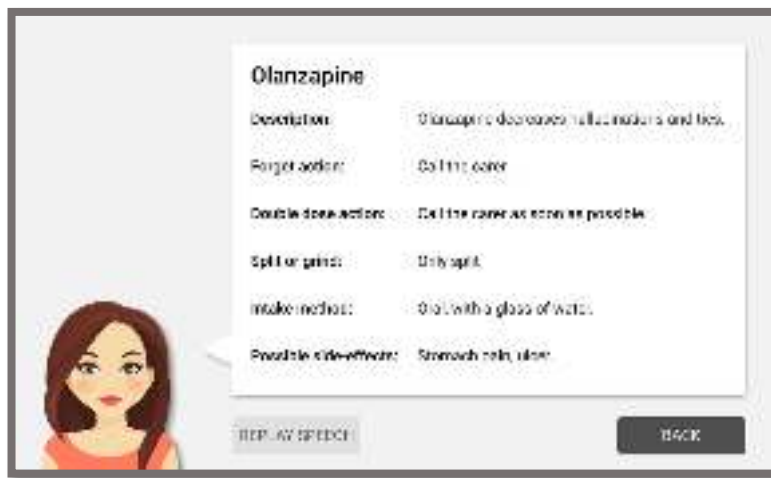 Olanzapine
Description: Olanzapine decreases hallucinations and tics.
Forget action: Call the carer
Double dose action: Call the carer as soon as possible
Split or grind: Only split
Intake method: Oral, with a glass of water.
Possible side-effects: Stomach pain, ulcer
REPLAY SPEECH
BACK